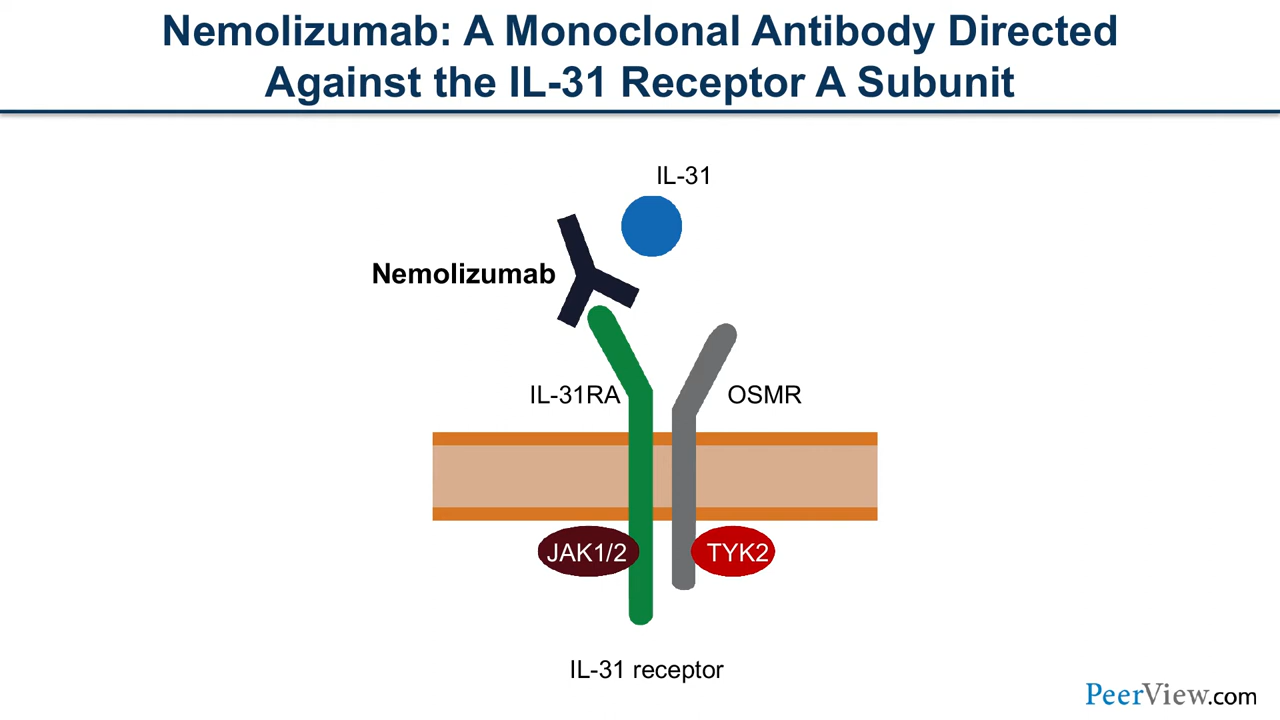 Nemolizumab: A Monoclonal Antibody Directed
Against the IL-31 Receptor A Subunit
IL-31
Nemolizumab
IL-31RA
OSMR
JAK1/2
TYK2
IL-31 receptor
PeerView.com